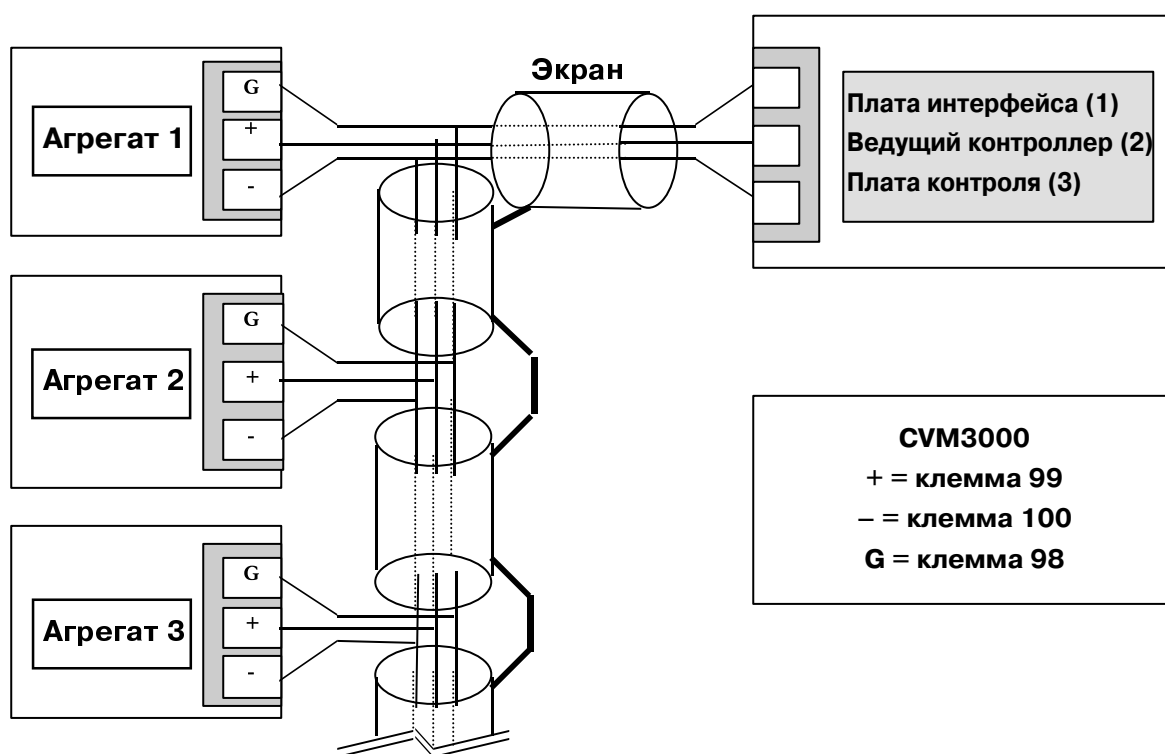 Экран
G
Агрегат 1
+
-
Плата интерфейса (1)
Ведущий контроллер (2)
Плата контроля (3)
G
Агрегат 2
+
-
CVM3000
+ = клемма 99
– = клемма 100
G = клемма 98
G
Агрегат 3
+
-